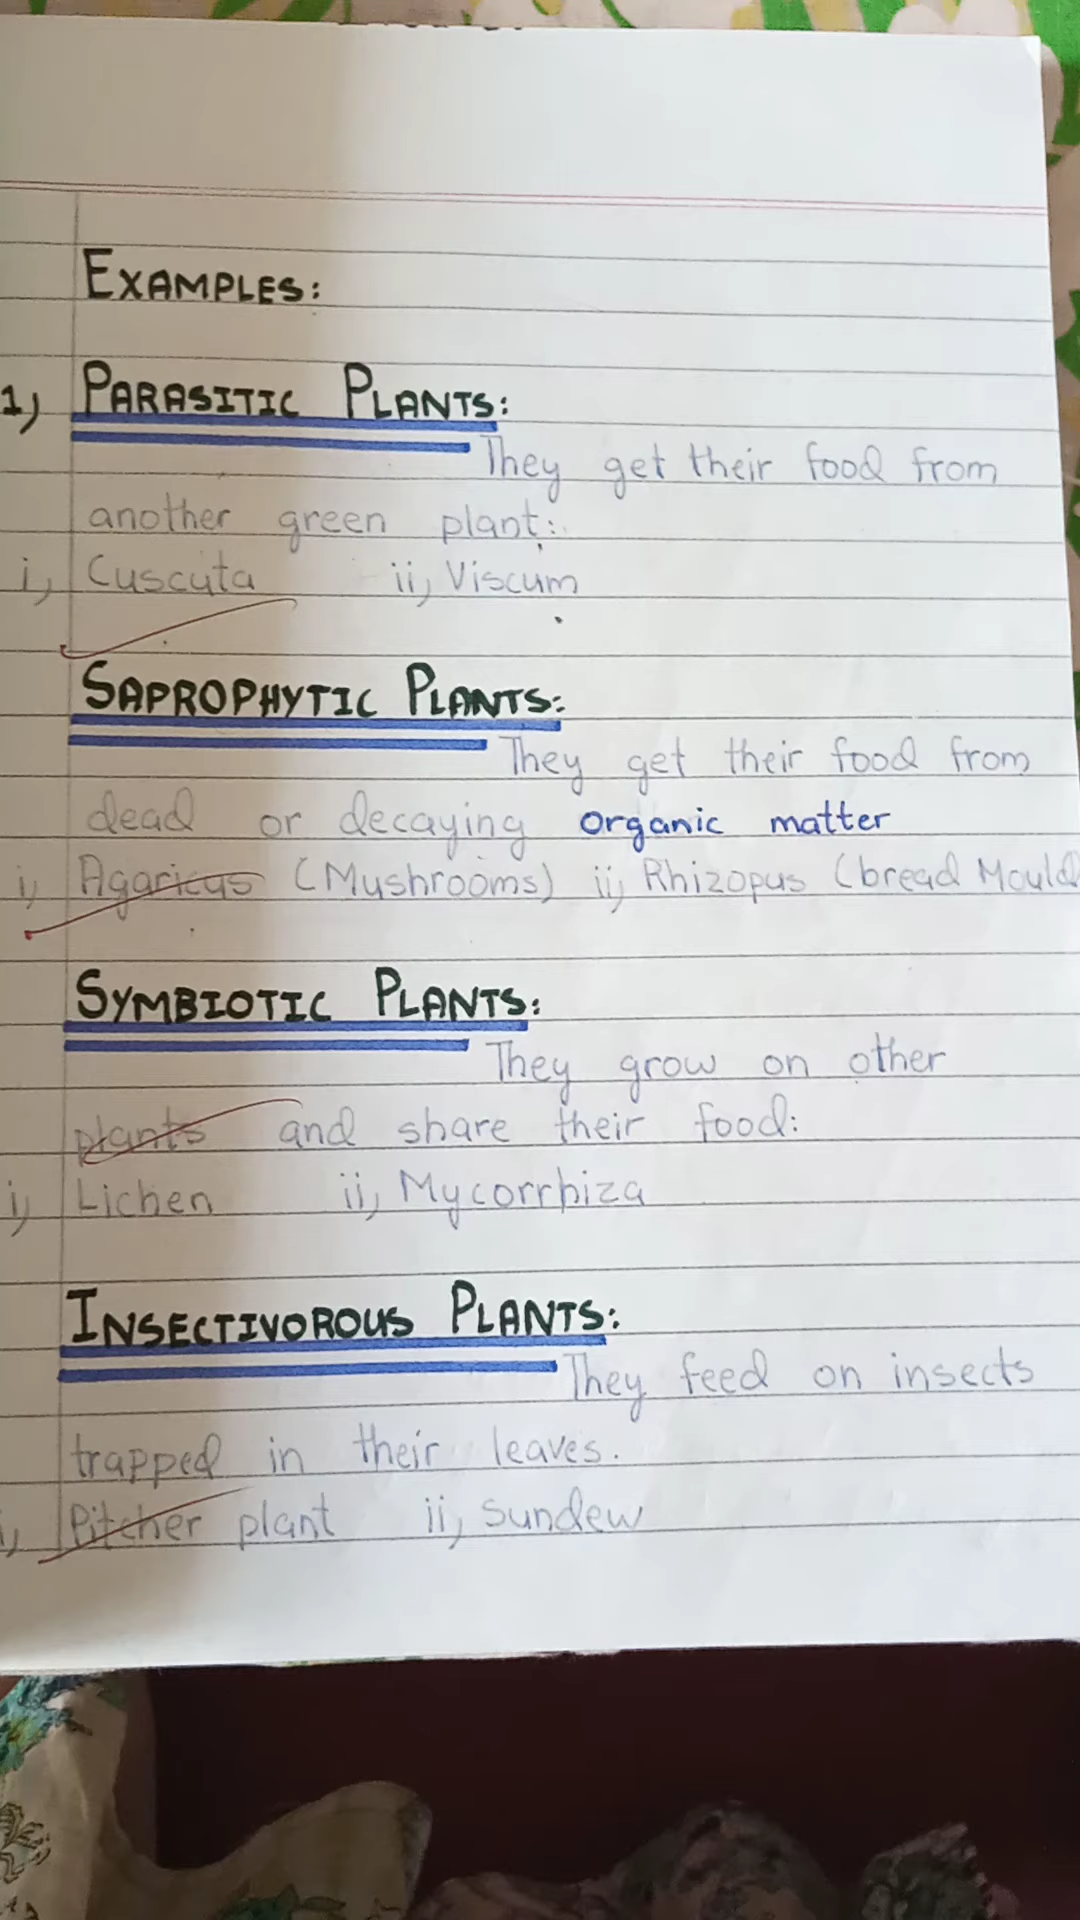 EXAMPLES:
1) PARASITIC PLANTS:
They get their food from
another green plant:
i) Cuscuta ii) Viscum
SAPROPHYTIC PLANTS:
They get their food from
dead or decaying organic matter
i) Agaricus (Mushrooms) ii) Rhizopus (bread Mould
SYMBIOTIC PLANTS:
They grow on other
plants and share their food:
i) Lichen ii) Mycorrhiza
INSECTIVOROUS PLANTS:
They feed on insects
trapped in their leaves.
i) Pitcher plant ii) Sundew